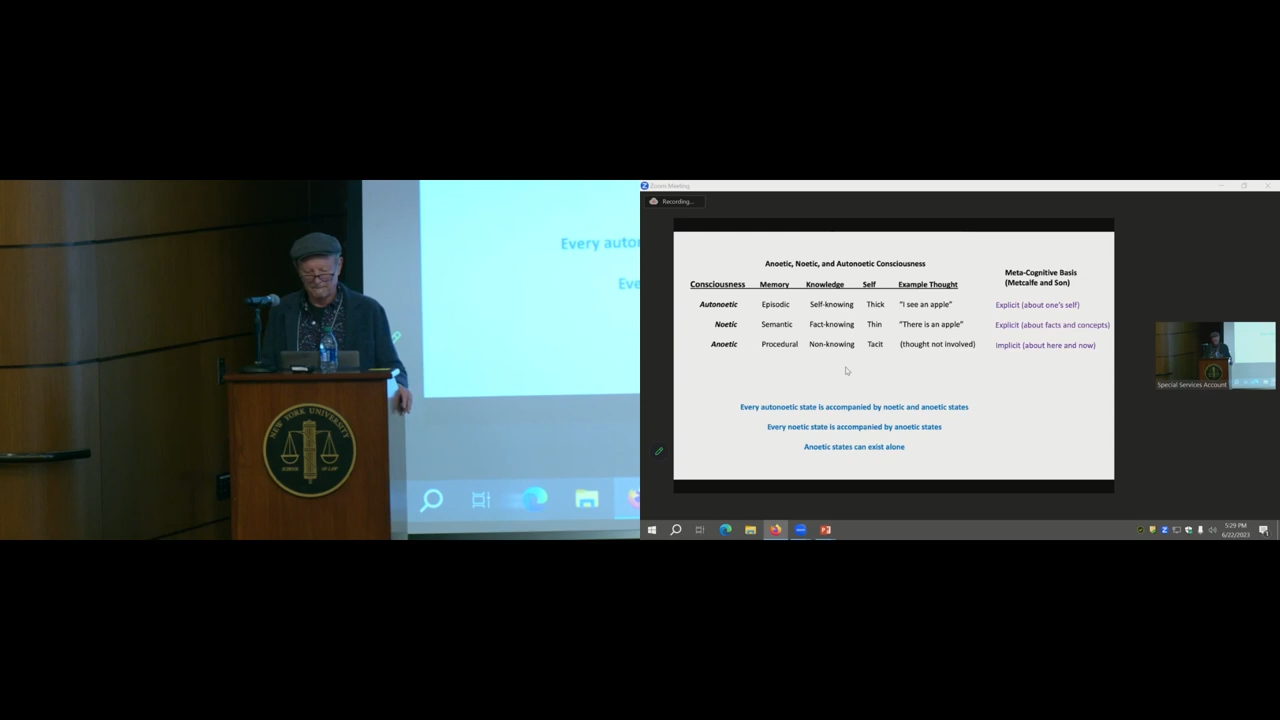 Every auto
Eve
NEW YORK UNIVERSITY
SCHOOL OF LAW
Zoom Meeting
Recording...
Anoetic, Noetic, and Autonoetic Consciousness
Meta-Cognitive Basis
(Metcalfe and Son)
Consciousness Memory Knowledge Self Example Thought
Autonoetic Episodic Self-knowing Thick "I see an apple" Explicit (about one's self)
Noetic Semantic Fact-knowing Thin "There is an apple" Explicit (about facts and concepts)
Anoetic Procedural Non-knowing Tacit (thought not involved) Implicit (about here and now)
Every autonoetic state is accompanied by noetic and anoetic states
Every noetic state is accompanied by anoetic states
Anoetic states can exist alone
Special Services Account
5:29 PM
6/22/2023